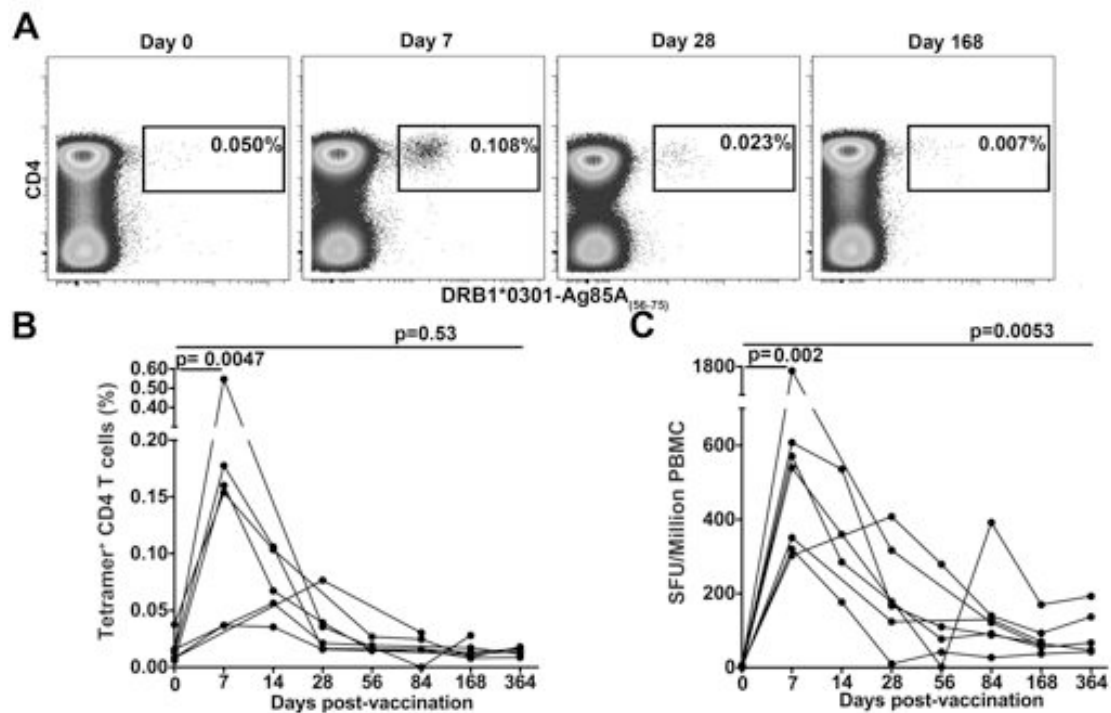 A
Day 0
Day 7
Day 28
Day 168
0.050%
0.108%
0.023%
0.007%
CD4
DRB1*0301-Ag85A(56-75)
B
p=0.53
p= 0.0047
0.60
0.50
0.40
0.20
0.15
0.10
0.05
0.00
Tetramer+ CD4 T cells (%)
0 7 14 28 56 84 168 364
Days post-vaccination
C
p=0.0053
p=0.002
1800
600
400
200
0
SFU/Million PBMC
0 7 14 28 56 84 168 364
Days post-vaccination